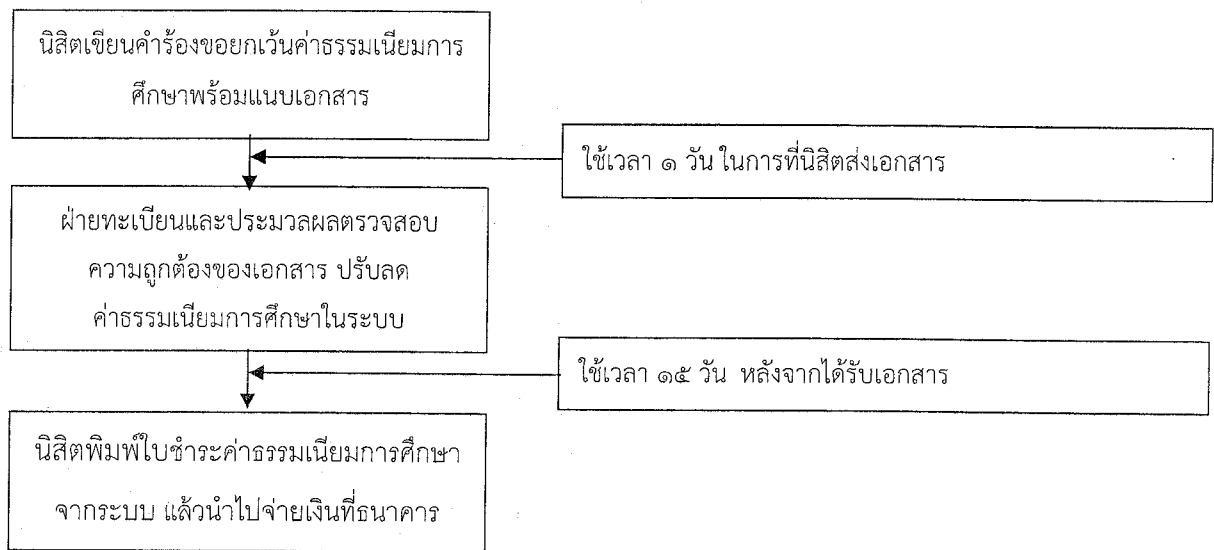 นิสิตเขียนคำร้องขอยกเว้นค่าธรรมเนียมการ
ศึกษาพร้อมแนบเอกสาร
ใช้เวลา ๑ วัน ในการที่นิสิตส่งเอกสาร
ฝ่ายทะเบียนและประมวลผลตรวจสอบ
ความถูกต้องของเอกสาร ปรับลด
ค่าธรรมเนียมการศึกษาในระบบ
ใช้เวลา ๑๕ วัน หลังจากได้รับเอกสาร
นิสิตพิมพ์ใบชำระค่าธรรมเนียมการศึกษา
จากระบบ แล้วนำไปจ่ายเงินที่ธนาคาร